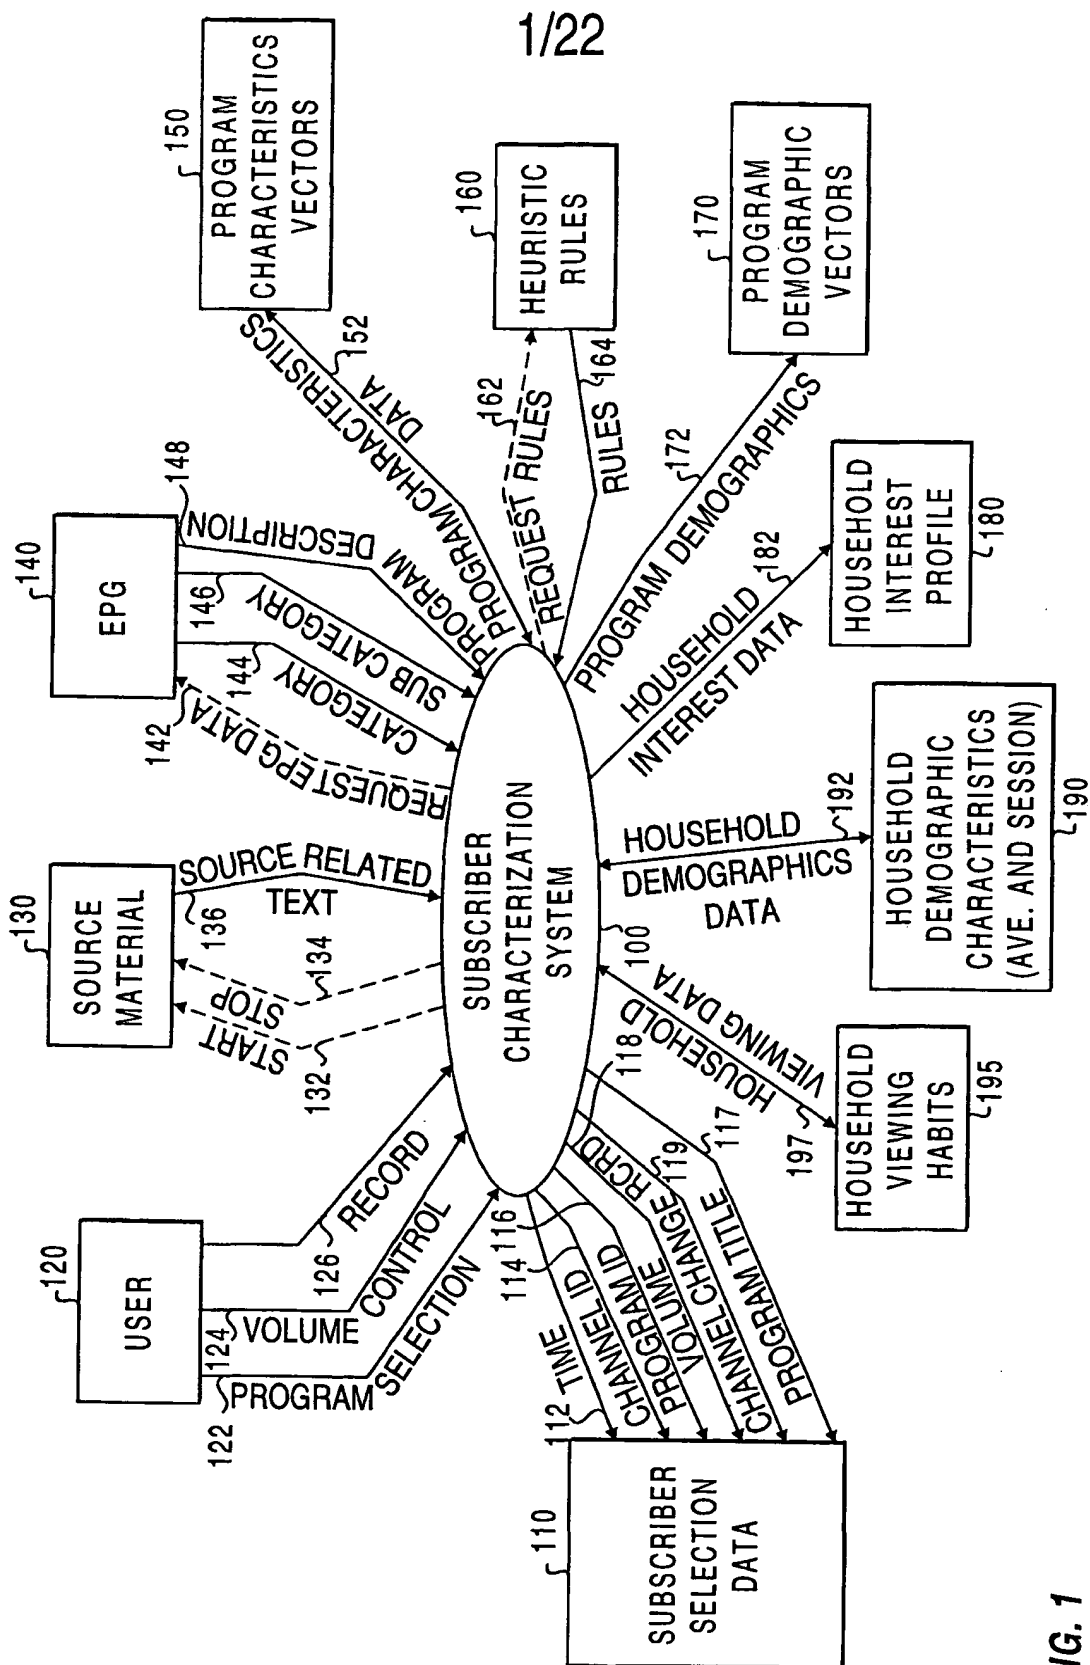 1/22
120
USER
122
PROGRAM
SELECTION
124
VOLUME
CONTROL
126
RECORD
130
SOURCE
MATERIAL
132
START
134
STOP
136
SOURCE RELATED
TEXT
140
EPG
142
REQUEST EPG DATA
144
CATEGORY
146
SUB CATEGORY
148
PROGRAM
DESCRIPTION
150
PROGRAM
CHARACTERISTICS
VECTORS
152
PROGRAM CHARACTERISTICS
DATA
160
HEURISTIC
RULES
162
REQUEST RULES
164
RULES
170
PROGRAM
DEMOGRAPHIC
VECTORS
172
PROGRAM DEMOGRAPHICS
SUBSCRIBER
CHARACTERIZATION
SYSTEM
100
110
SUBSCRIBER
SELECTION
DATA
112
TIME
114
CHANNEL ID
116
PROGRAM ID
VOLUME
RCRD
118
CHANNEL CHANGE
119
PROGRAM TITLE
117
HOUSEHOLD
VIEWING DATA
197
HOUSEHOLD
VIEWING
HABITS
195
HOUSEHOLD
DEMOGRAPHICS
DATA
192
HOUSEHOLD
DEMOGRAPHIC
CHARACTERISTICS
(AVE. AND SESSION)
190
HOUSEHOLD
INTEREST DATA
182
HOUSEHOLD
INTEREST
PROFILE
180
IG. 1